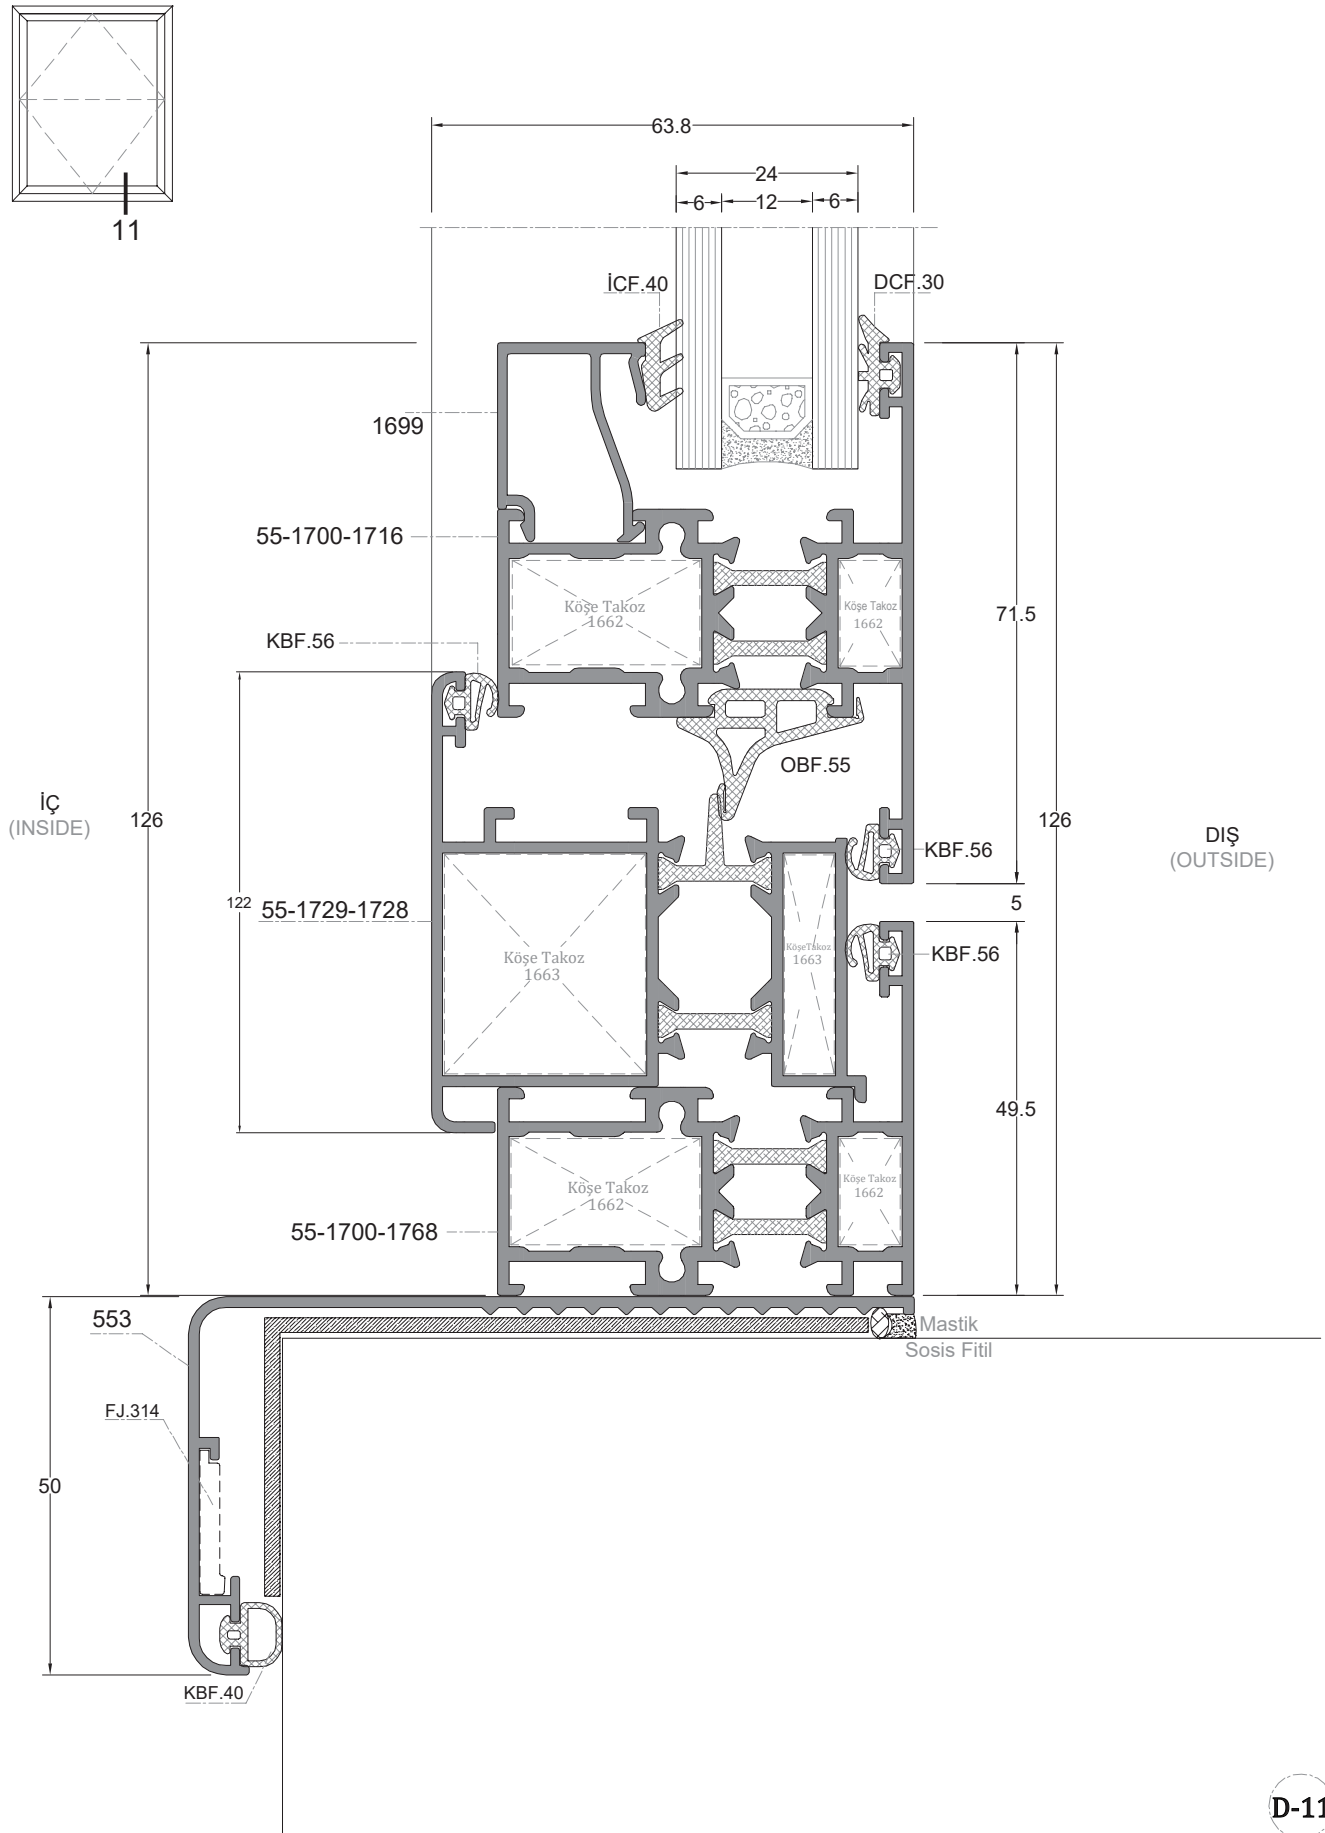 11
63.8
24
6
12
6
İCF.40
DCF.30
1699
55-1700-1716
Köşe Takoz
1662
Köşe Takoz
1662
71.5
KBF.56
OBF.55
İÇ
(INSIDE)
126
126
DIŞ
(OUTSIDE)
KBF.56
5
122
55-1729-1728
Köşe Takoz
1663
KöşeTakoz
1663
KBF.56
49.5
Köşe Takoz
1662
Köşe Takoz
1662
55-1700-1768
553
Mastik
Sosis Fitil
FJ.314
50
KBF.40
D-11